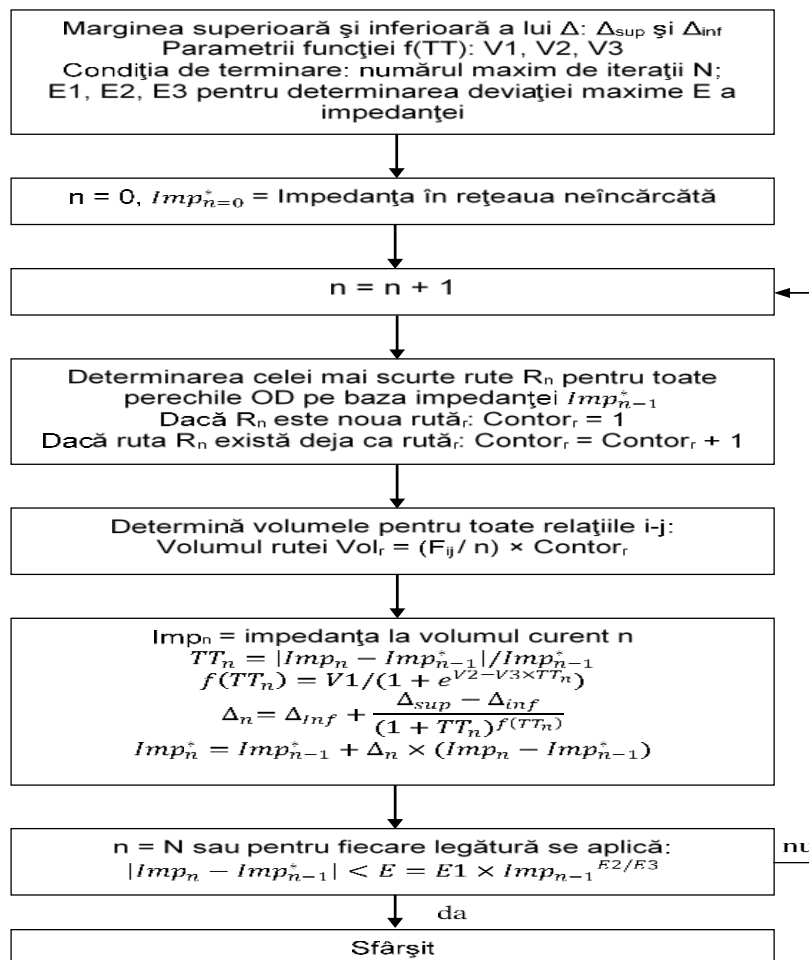 Marginea superioară şi inferioară a lui Δ: Δsup şi Δinf
Parametrii funcţiei f(TT): V1, V2, V3
Condiţia de terminare: numărul maxim de iteraţii N;
E1, E2, E3 pentru determinarea deviaţiei maxime E a
impedanţei
n = 0, Imp*ₙ₌₀ = Impedanţa în reţeaua neîncărcată
n = n + 1
Determinarea celei mai scurte rute Rₙ pentru toate
perechile OD pe baza impedanţei Imp*ₙ₋₁
Dacă Rₙ este noua rutăᵣ: Contorᵣ = 1
Dacă ruta Rₙ există deja ca rutăᵣ: Contorᵣ = Contorᵣ + 1
Determină volumele pentru toate relaţiile i-j:
Volumul rutei Volᵣ = (Fᵢⱼ / n) × Contorᵣ
Impₙ = impedanţa la volumul curent n
TTₙ = |Impₙ − Imp*ₙ₋₁|/Imp*ₙ₋₁
f(TTₙ) = V1/(1 + e^(V2−V3×TTₙ))
Δₙ = ΔInf + (Δsup − Δinf)/((1 + TTₙ)^f(TTₙ))
Imp*ₙ = Imp*ₙ₋₁ + Δₙ × (Impₙ − Imp*ₙ₋₁)
n = N sau pentru fiecare legătură se aplică:
|Impₙ − Imp*ₙ₋₁| < E = E1 × Impₙ₋₁^(E2/E3)
nu
da
Sfârşit